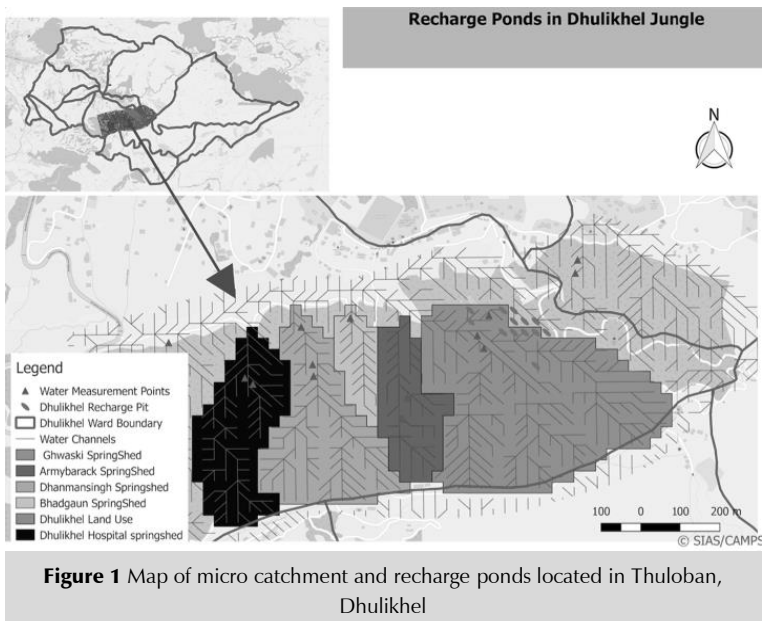 Recharge Ponds in Dhulikhel Jungle
N
Legend
Water Measurement Points
Dhulikhel Recharge Pit
Dhulikhel Ward Boundary
Water Channels
Ghwaski SpringShed
Armybarack SpringShed
Dhanmansingh Springshed
Bhadgaun SpringShed
Dhulikhel Land Use
Dhulikhel Hospital springshed
100 0 100 200 m
© SIAS/CAMPS
Figure 1 Map of micro catchment and recharge ponds located in Thuloban,
Dhulikhel